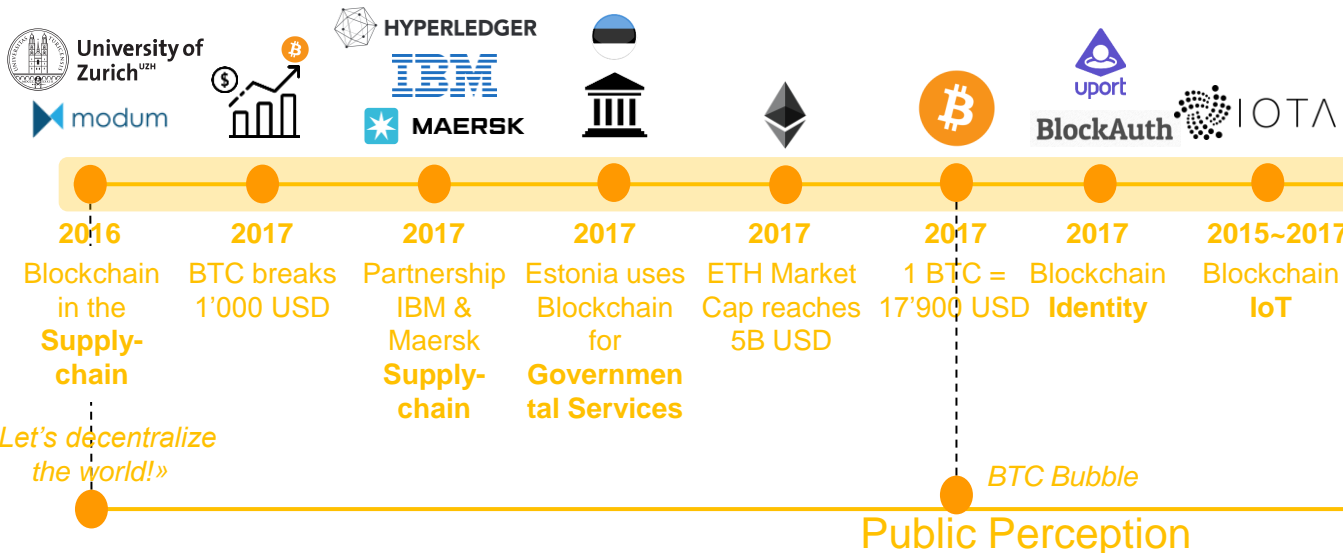 University of
Zurich UZH
modum
$
HYPERLEDGER
IBM
MAERSK
uport
BlockAuth
IOTA
2016
Blockchain
in the
Supply-
chain
2017
BTC breaks
1’000 USD
2017
Partnership
IBM &
Maersk
Supply-
chain
2017
Estonia uses
Blockchain
for
Governmen
tal Services
2017
ETH Market
Cap reaches
5B USD
2017
1 BTC =
17’900 USD
2017
Blockchain
Identity
2015~2017
Blockchain
IoT
Let’s decentralize
the world!»
BTC Bubble
Public Perception